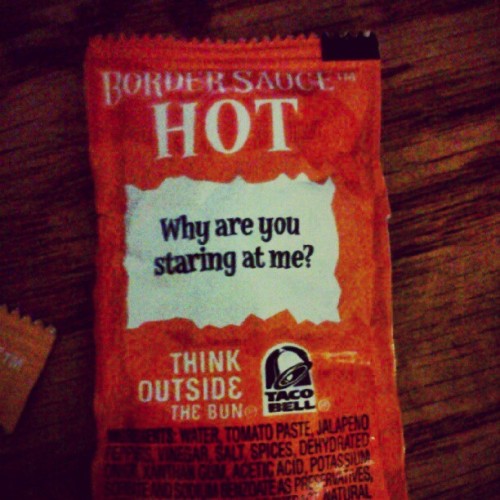 BORDER SAUCE™
HOT
Why are you
staring at me?
THINK
OUTSIDE
THE BUN®
TACO
BELL®
INGREDIENTS: WATER, TOMATO PASTE, JALAPENO
PEPPERS, VINEGAR, SALT, SPICES, DEHYDRATED
ONION, XANTHAN GUM, ACETIC ACID, POTASSIUM
SORBATE AND SODIUM BENZOATE AS PRESERVATIVES,
NATURAL